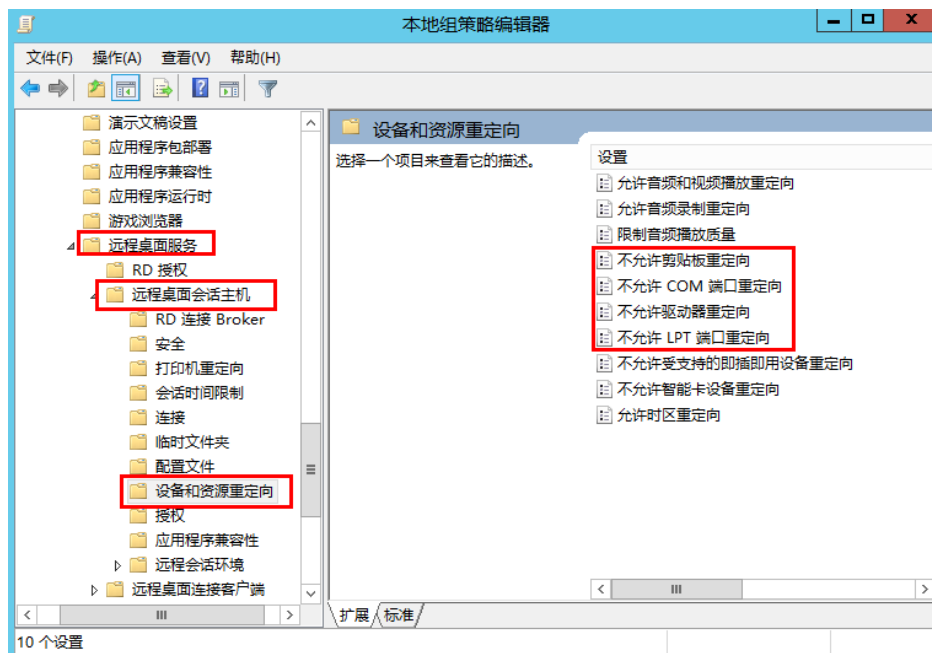 本地组策略编辑器
文件(F) 操作(A) 查看(V) 帮助(H)
演示文稿设置
应用程序包部署
应用程序兼容性
应用程序运行时
游戏浏览器
远程桌面服务
RD 授权
远程桌面会话主机
RD 连接 Broker
安全
打印机重定向
会话时间限制
连接
临时文件夹
配置文件
设备和资源重定向
授权
应用程序兼容性
远程会话环境
远程桌面连接客户端
设备和资源重定向
选择一个项目来查看它的描述。
设置
允许音频和视频播放重定向
允许音频录制重定向
限制音频播放质量
不允许剪贴板重定向
不允许 COM 端口重定向
不允许驱动器重定向
不允许 LPT 端口重定向
不允许受支持的即插即用设备重定向
不允许智能卡设备重定向
允许时区重定向
扩展 标准
10 个设置